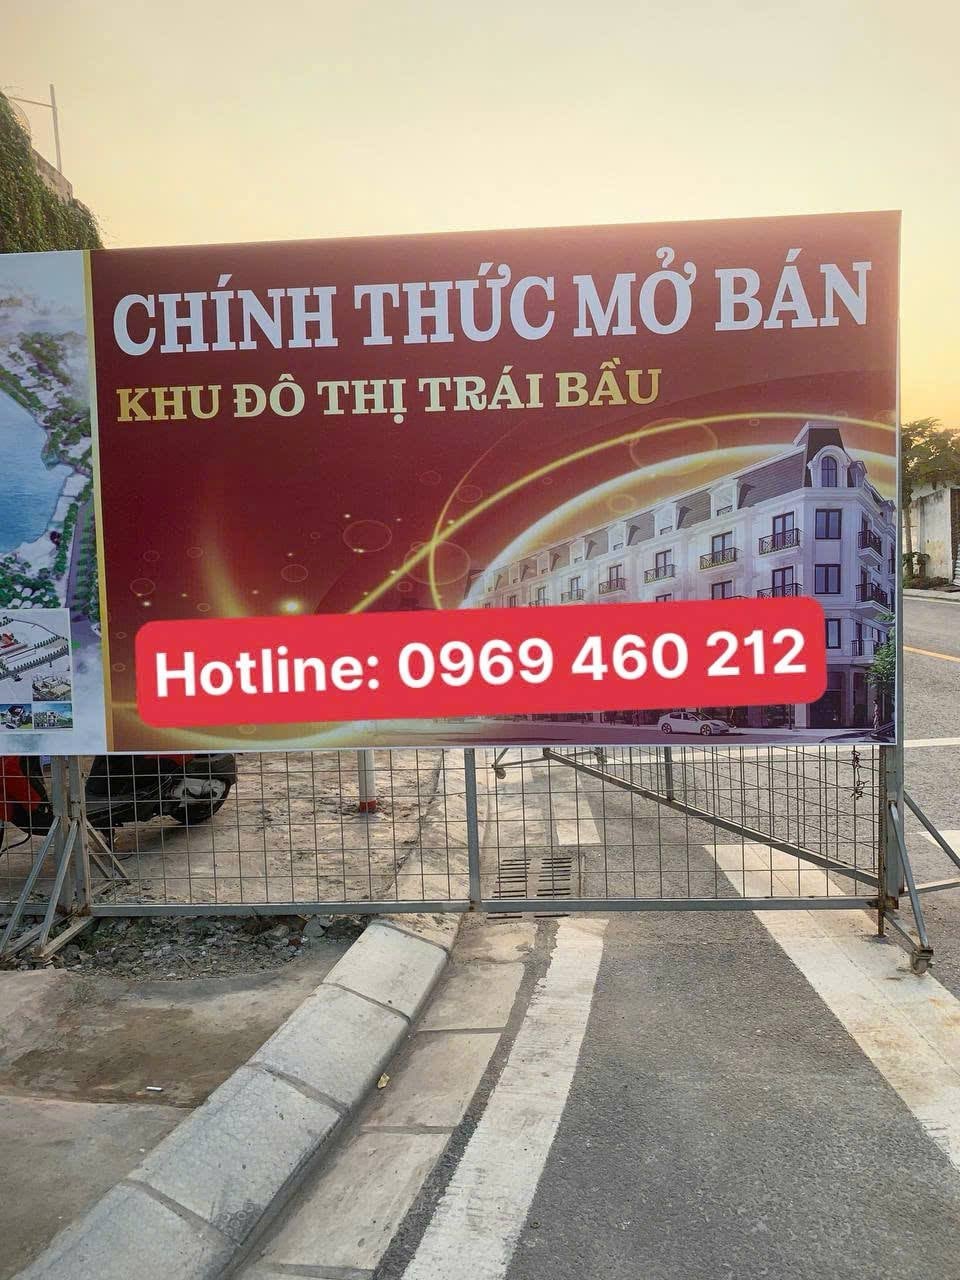 CHÍNH THỨC MỞ BÁN
KHU ĐÔ THỊ TRÁI BẦU
Hotline: 0969 460 212